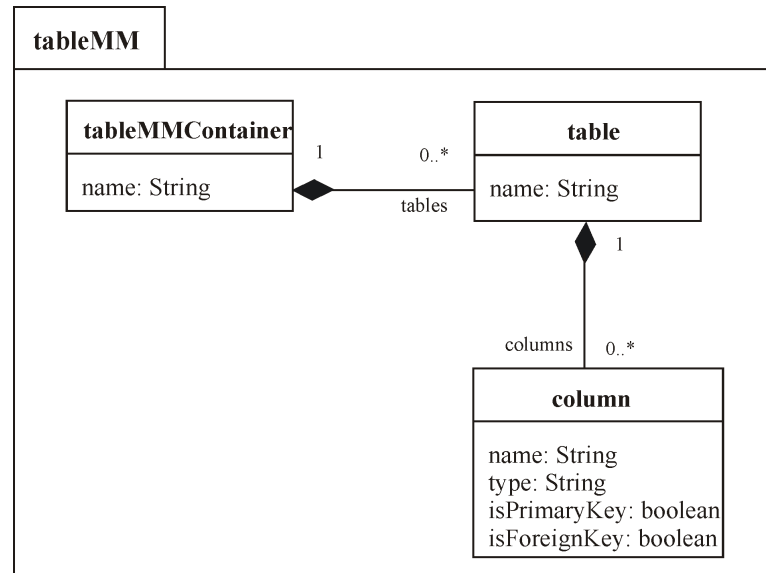 tableMM
tableMMContainer
name: String
1
0..*
tables
table
name: String
1
columns
0..*
column
name: String
type: String
isPrimaryKey: boolean
isForeignKey: boolean